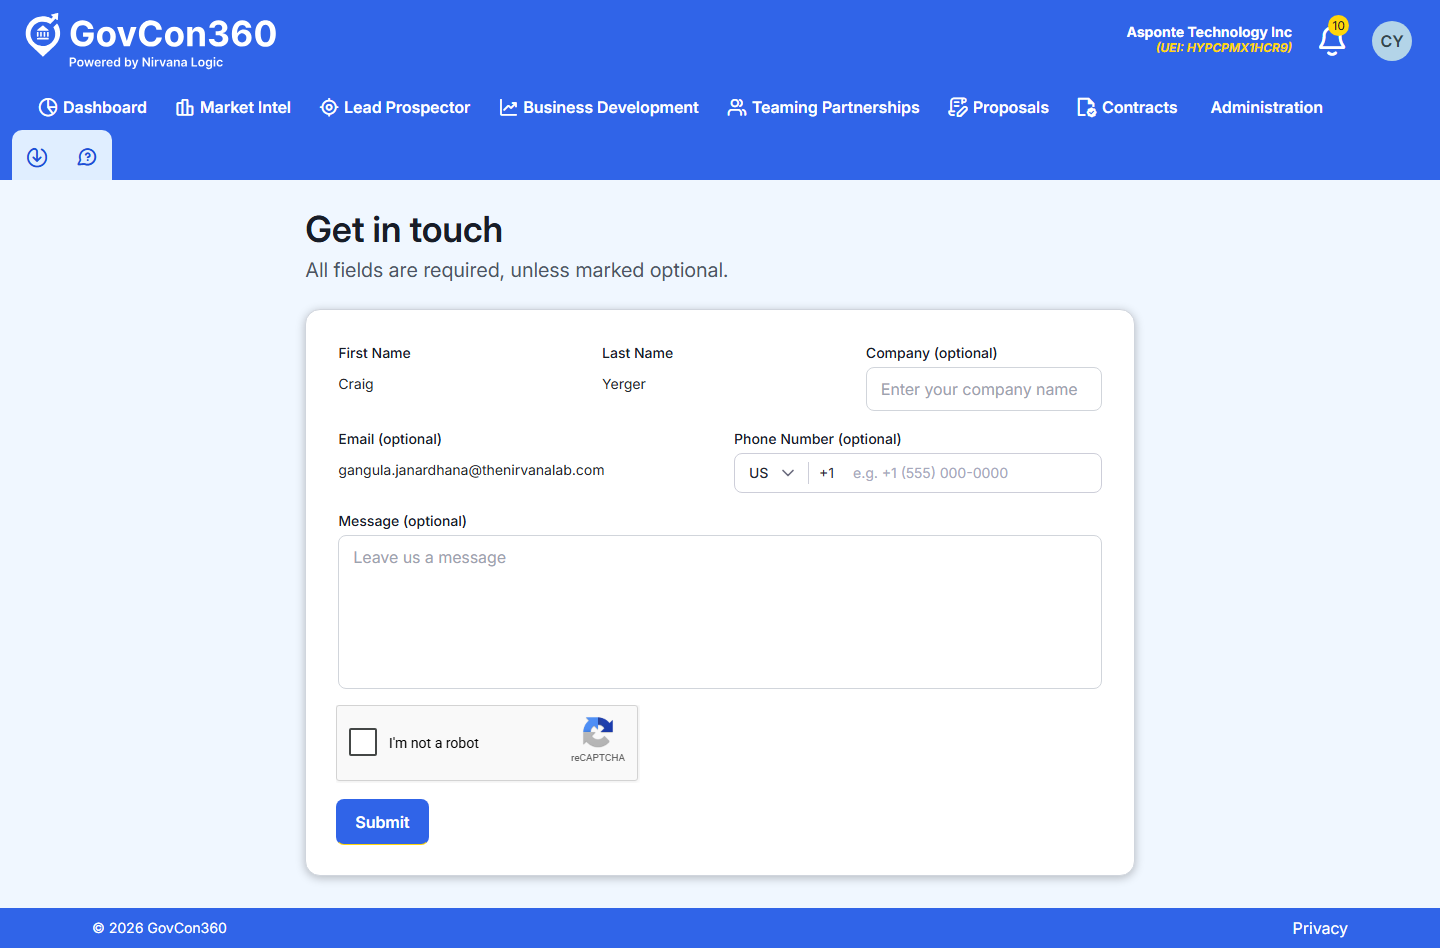 GovCon360
Powered by Nirvana Logic
Asponte Technology Inc
(UEI: HYPCPMX1HCR9)
10
CY
Dashboard
Market Intel
Lead Prospector
Business Development
Teaming Partnerships
Proposals
Contracts
Administration
Get in touch
All fields are required, unless marked optional.
First Name
Last Name
Company (optional)
Craig
Yerger
Enter your company name
Email (optional)
Phone Number (optional)
gangula.janardhana@thenirvanalab.com
US
+1
e.g. +1 (555) 000-0000
Message (optional)
Leave us a message
I'm not a robot
reCAPTCHA
Submit
© 2026 GovCon360
Privacy